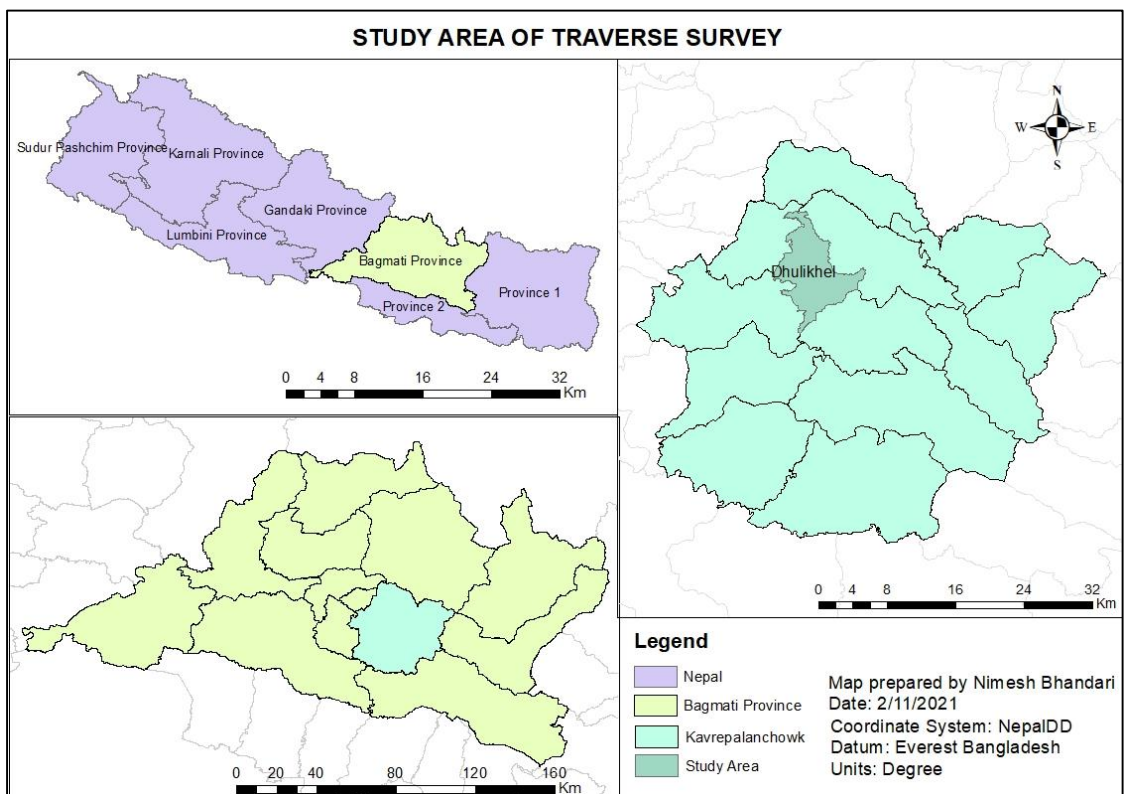 STUDY AREA OF TRAVERSE SURVEY
Sudur Pashchim Province
Karnali Province
Gandaki Province
Lumbini Province
Bagmati Province
Province 2
Province 1
0 4 8 16 24 32
Km
N
W E
S
Dhulikhel
0 4 8 16 24 32
Km
0 20 40 80 120 160
Km
Legend
Nepal
Bagmati Province
Kavrepalanchowk
Study Area
Map prepared by Nimesh Bhandari
Date: 2/11/2021
Coordinate System: NepalDD
Datum: Everest Bangladesh
Units: Degree